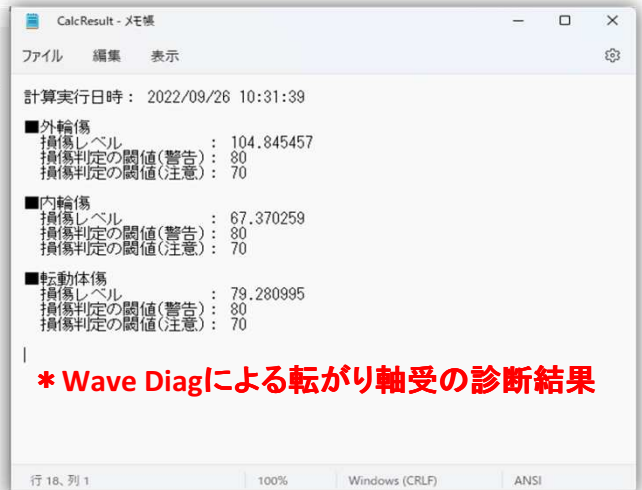 CalcResult - メモ帳
ファイル 編集 表示
計算実行日時： 2022/09/26 10:31:39
■外輪傷
損傷レベル : 104.845457
損傷判定の閾値(警告) : 80
損傷判定の閾値(注意) : 70
■内輪傷
損傷レベル : 67.370259
損傷判定の閾値(警告) : 80
損傷判定の閾値(注意) : 70
■転動体傷
損傷レベル : 79.280995
損傷判定の閾値(警告) : 80
損傷判定の閾値(注意) : 70
＊Wave Diagによる転がり軸受の診断結果
行 18、列 1 100% Windows (CRLF) ANSI